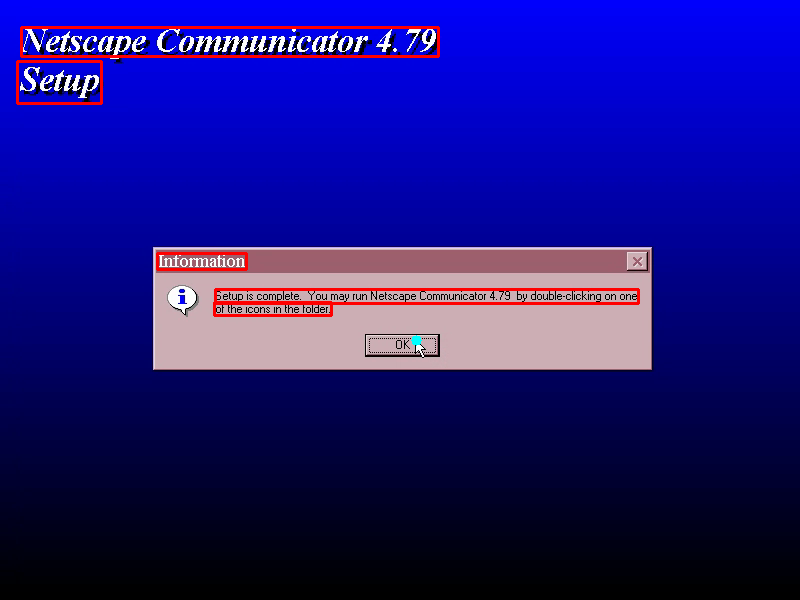 Netscape Communicator 4.79
Setup
Information
Setup is complete.  You may run Netscape Communicator 4.79  by double-clicking on one
of the icons in the folder.
OK